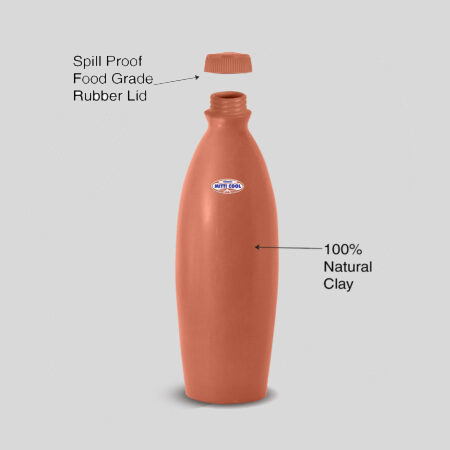 Spill Proof
Food Grade
Rubber Lid
MITTI COOL
100%
Natural
Clay